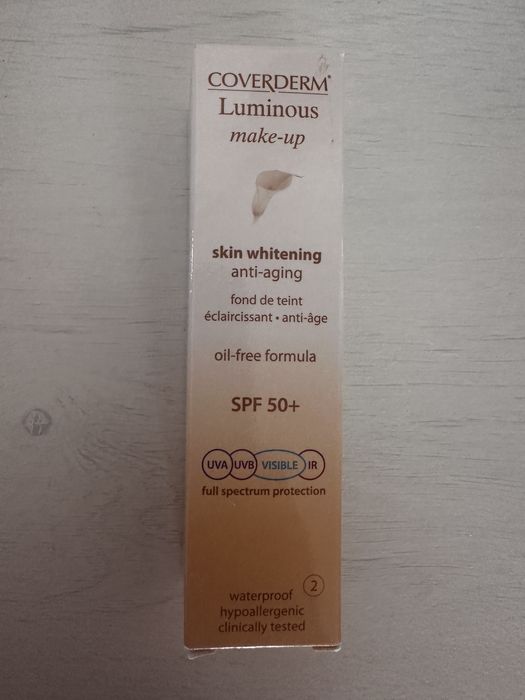 COVERDERM®
Luminous
make-up
skin whitening
anti-aging
fond de teint
éclaircissant • anti-âge
oil-free formula
SPF 50+
UVA UVB VISIBLE IR
full spectrum protection
2
waterproof
hypoallergenic
clinically tested